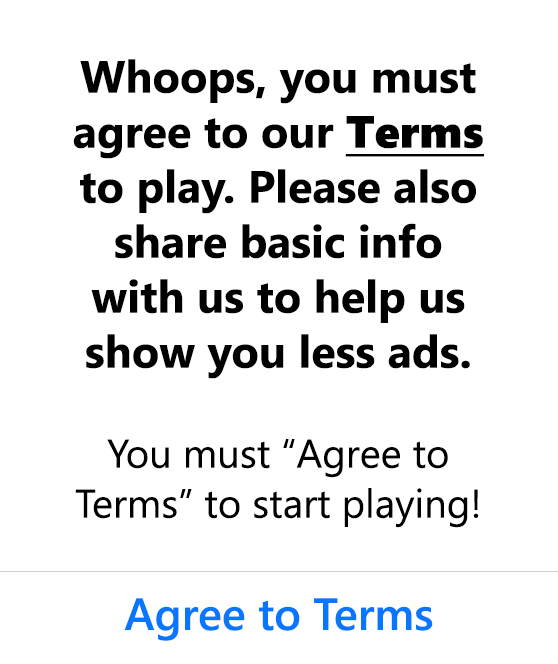 Whoops, you must
agree to our Terms
to play. Please also
share basic info
with us to help us
show you less ads.
You must “Agree to
Terms” to start playing!
Agree to Terms